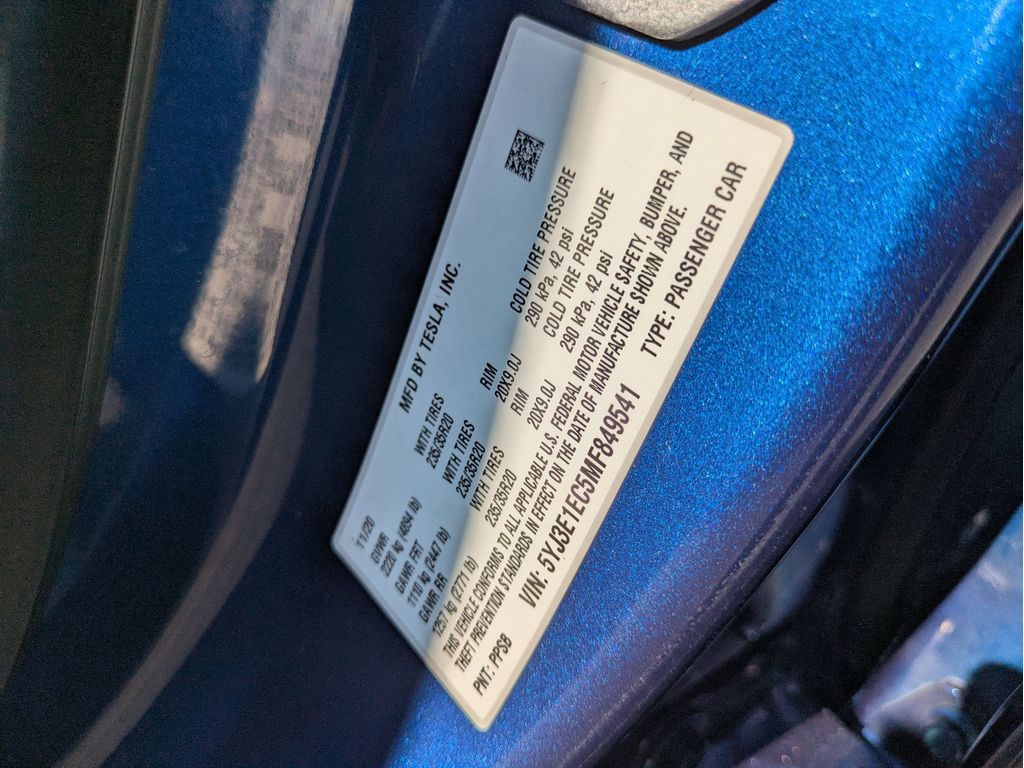 MFD BY TESLA, INC.
11/20
GVWR WITH TIRES RIM COLD TIRE PRESSURE
2220 kg (4894 lb) 235/35R20 20X9.0J 290 kPa, 42 psi
GAWR FRT WITH TIRES RIM COLD TIRE PRESSURE
1110 kg (2447 lb) 235/35R20 20X9.0J 290 kPa, 42 psi
GAWR RR WITH TIRES
1257 kg (2771 lb) 235/35R20
THIS VEHICLE CONFORMS TO ALL APPLICABLE U.S. FEDERAL MOTOR VEHICLE SAFETY, BUMPER, AND
THEFT PREVENTION STANDARDS IN EFFECT ON THE DATE OF MANUFACTURE SHOWN ABOVE.
PNT: PPSB VIN: 5YJ3E1EC5MF849541 TYPE: PASSENGER CAR